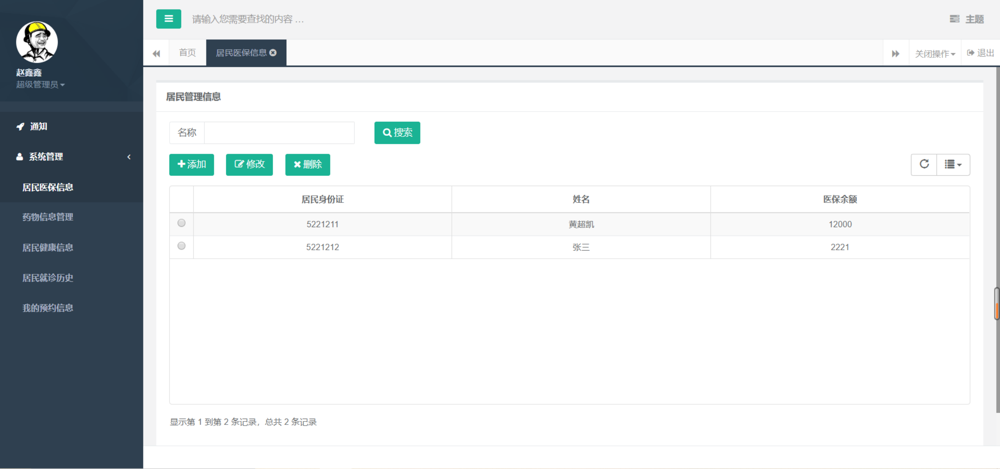 赵鑫鑫
超级管理员
通知
系统管理
居民医保信息
药物信息管理
居民健康信息
居民就诊历史
我的预约信息
请输入您需要查找的内容 …
主题
首页
居民医保信息
关闭操作
退出
居民管理信息
名称
搜索
添加
修改
删除
居民身份证 姓名 医保余额
5221211 黄超凯 12000
5221212 张三 2221
显示第 1 到第 2 条记录，总共 2 条记录